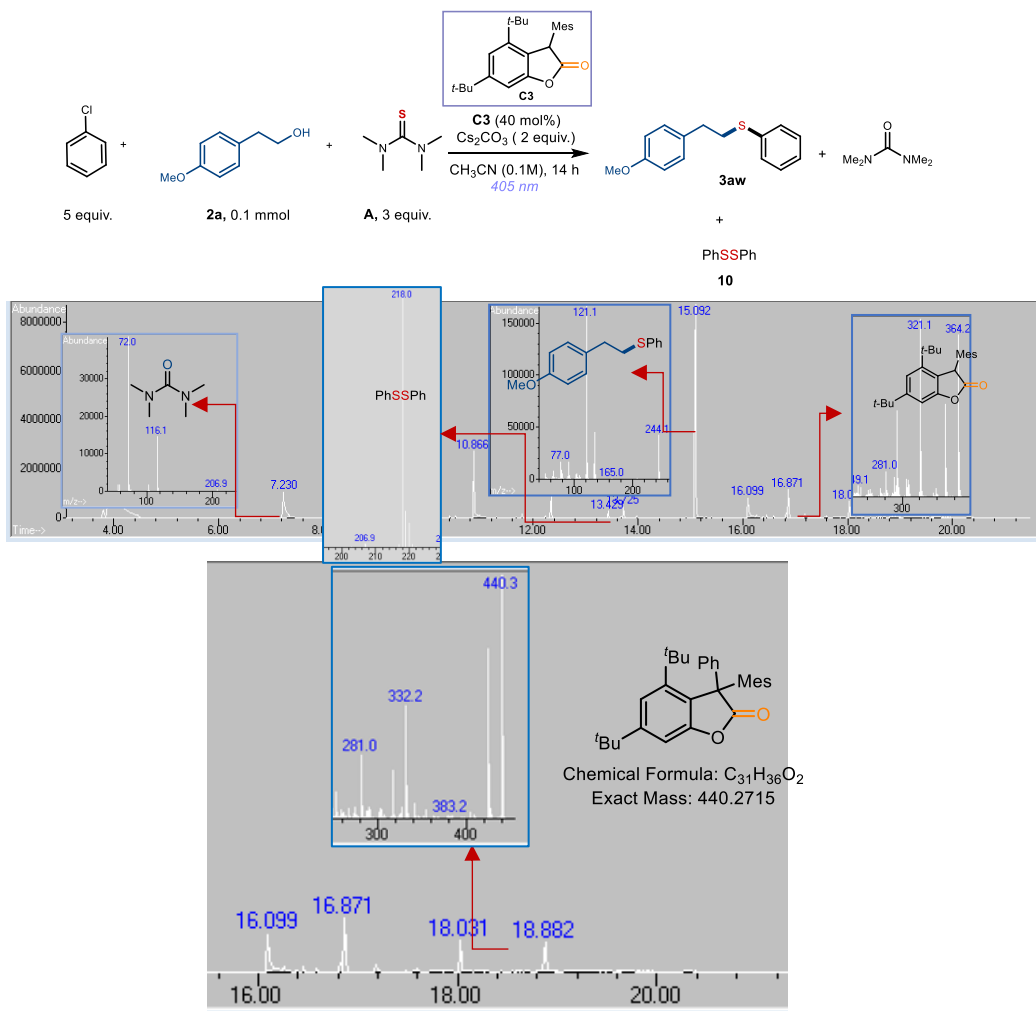 t-Bu
Mes
O
O
t-Bu
C3
Cl
+
OH
MeO
+
S
N
N
C3 (40 mol%)
Cs2CO3 ( 2 equiv.)
CH3CN (0.1M), 14 h
405 nm
S
MeO
3aw
+
O
Me2N
NMe2
5 equiv.
2a, 0.1 mmol
A, 3 equiv.
+
PhSSPh
10
Abundance
8000000
6000000
4000000
2000000
0
Time-->
4.00
6.00
8.0
12.00
14.00
16.00
18.00
20.00
7.230
10.866
13.429
15.092
16.099
16.871
18.0
Abundance
30000
20000
10000
0
m/z-->
100
200
72.0
116.1
206.9
O
N
N
218.0
PhSSPh
206.9
200
210
220
Abundance
150000
100000
50000
0
m/z-->
100
200
121.1
77.0
165.0
244.1
SPh
MeO
321.1
364.2
t-Bu
Mes
O
O
t-Bu
281.0
300
440.3
332.2
281.0
383.2
300
400
tBu
Ph
Mes
O
O
tBu
Chemical Formula: C31H36O2
Exact Mass: 440.2715
16.099
16.871
18.031
18.882
16.00
18.00
20.00